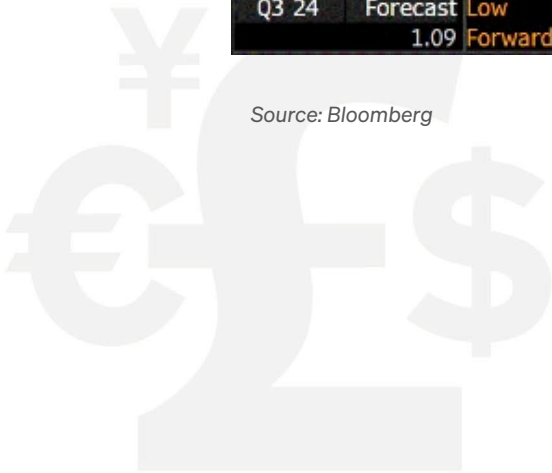 Q3 24 Forecast Low
1.09 Forward
Source: Bloomberg
¥
€ £ $